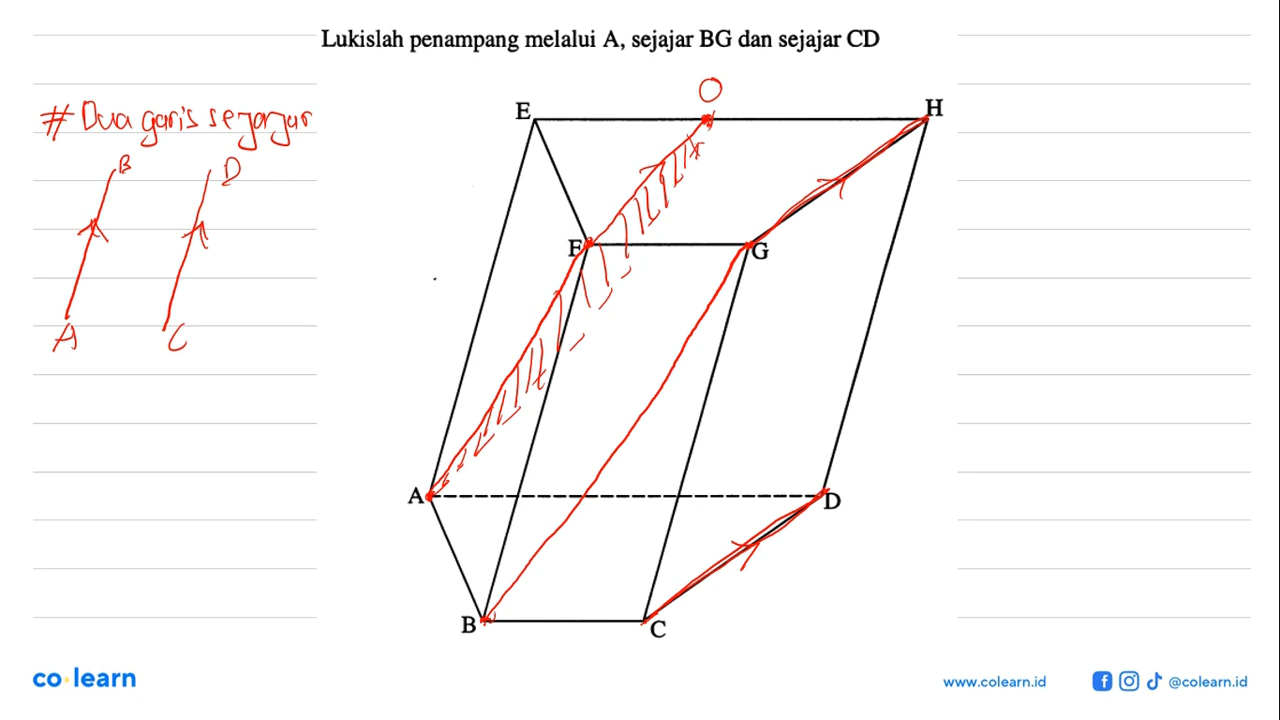 Lukislah penampang melalui A, sejajar BG dan sejajar CD
# Dua garis sejajar
B D
A C
O
E H
F G
A D
B C
co learn
www.colearn.id @colearn.id